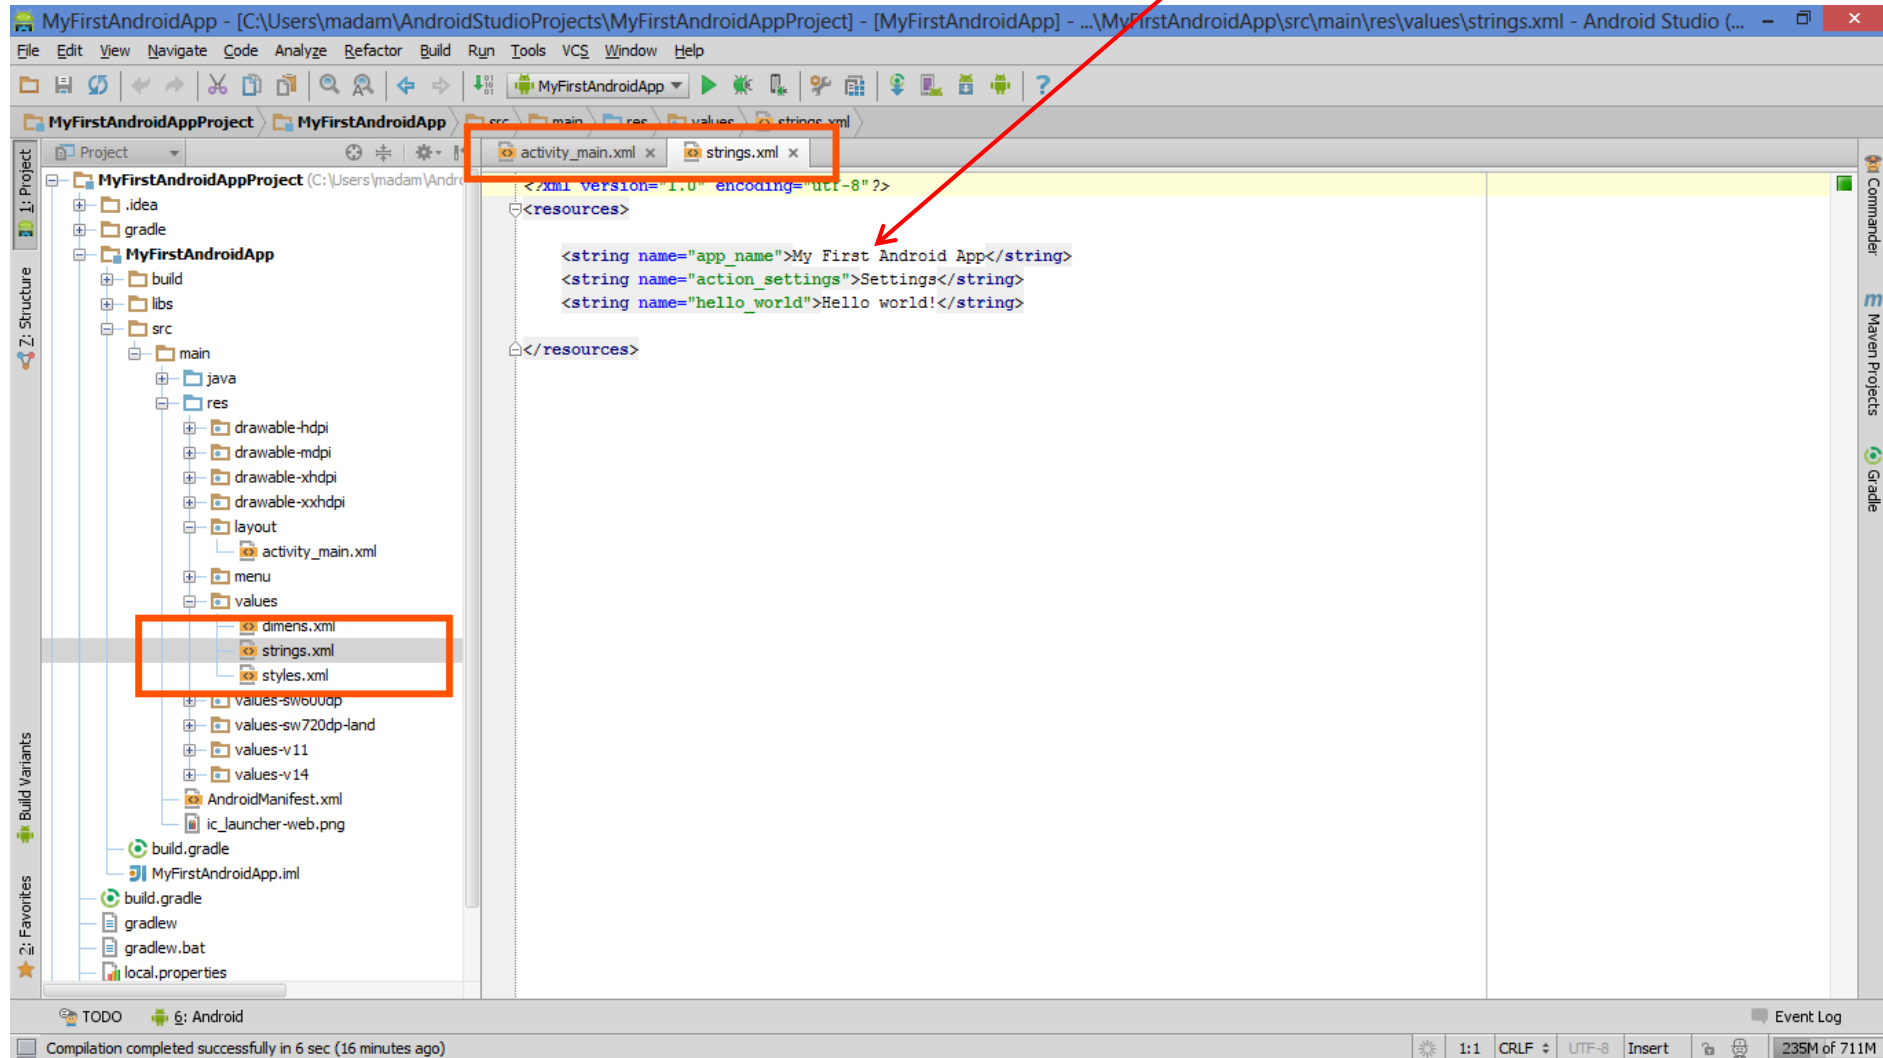 MyFirstAndroidApp - [C:\Users\madam\AndroidStudioProjects\MyFirstAndroidAppProject] - [MyFirstAndroidApp] - ...\MyFirstAndroidApp\src\main\res\values\strings.xml - Android Studio (...
File Edit View Navigate Code Analyze Refactor Build Run Tools VCS Window Help
MyFirstAndroidApp
MyFirstAndroidAppProject MyFirstAndroidApp src main res values strings.xml
Project
activity_main.xml strings.xml
1: Project
Z: Structure
Build Variants
2: Favorites
MyFirstAndroidAppProject (C:\Users\madam\Andro
.idea
gradle
MyFirstAndroidApp
build
libs
src
main
java
res
drawable-hdpi
drawable-mdpi
drawable-xhdpi
drawable-xxhdpi
layout
activity_main.xml
menu
values
dimens.xml
strings.xml
styles.xml
values-sw600dp
values-sw720dp-land
values-v11
values-v14
AndroidManifest.xml
ic_launcher-web.png
build.gradle
MyFirstAndroidApp.iml
build.gradle
gradlew
gradlew.bat
local.properties
<?xml version="1.0" encoding="utf-8"?>
<resources>
<string name="app_name">My First Android App</string>
<string name="action_settings">Settings</string>
<string name="hello_world">Hello world!</string>
</resources>
Commander
m Maven Projects
Gradle
TODO 6: Android Event Log
Compilation completed successfully in 6 sec (16 minutes ago) 1:1 CRLF UTF-8 Insert 235M of 711M